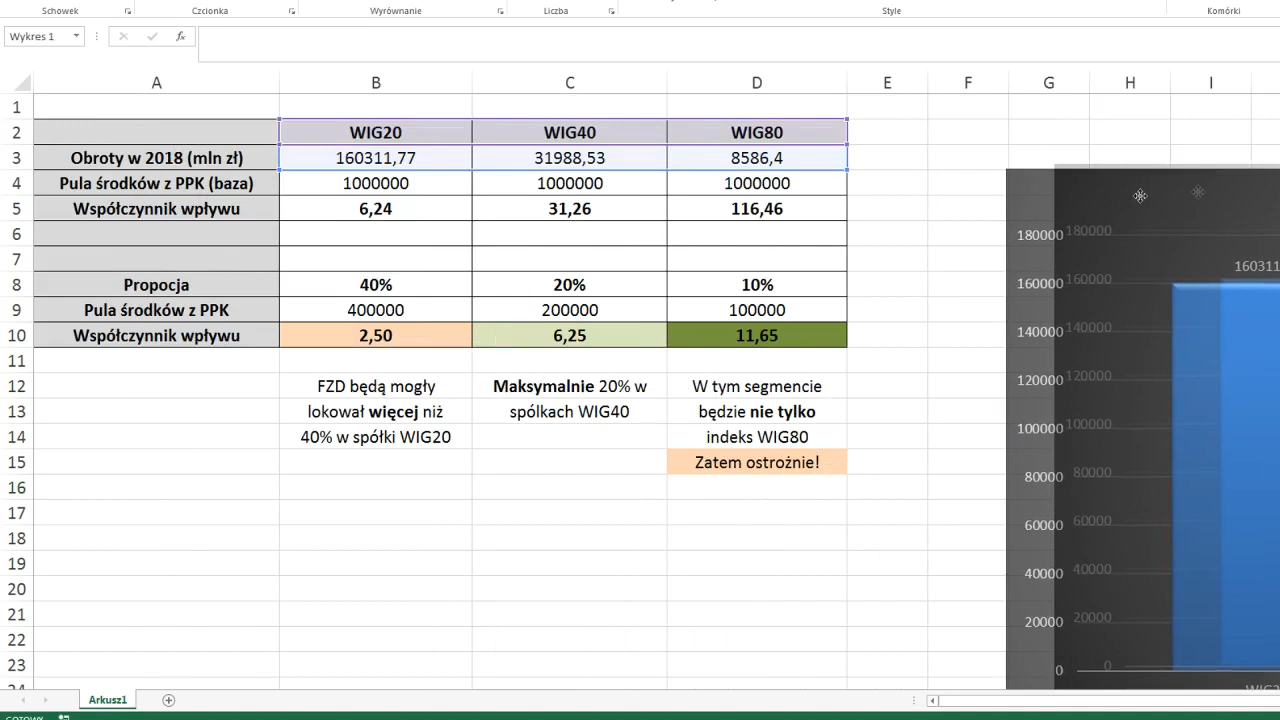 Schowek Czcionka Wyrównanie Liczba Style Komórki
Wykres 1 fx
A B C D E F G H I
1
2 WIG20 WIG40 WIG80
3 Obroty w 2018 (mln zł) 160311,77 31988,53 8586,4
4 Pula środków z PPK (baza) 1000000 1000000 1000000
5 Współczynnik wpływu 6,24 31,26 116,46
6
7
8 Propocja 40% 20% 10%
9 Pula środków z PPK 400000 200000 100000
10 Współczynnik wpływu 2,50 6,25 11,65
11
12 FZD będą mogły Maksymalnie 20% w W tym segmencie
13 lokował więcej niż spólkach WIG40 będzie nie tylko
14 40% w spółki WIG20 indeks WIG80
15 Zatem ostrożnie!
16
17
18
19
20
21
22
23
180000 180000
160311
160000 160000
140000 140000
120000 120000
100000 100000
80000 80000
60000 60000
40000 40000
20000 20000
0 0
Arkusz1